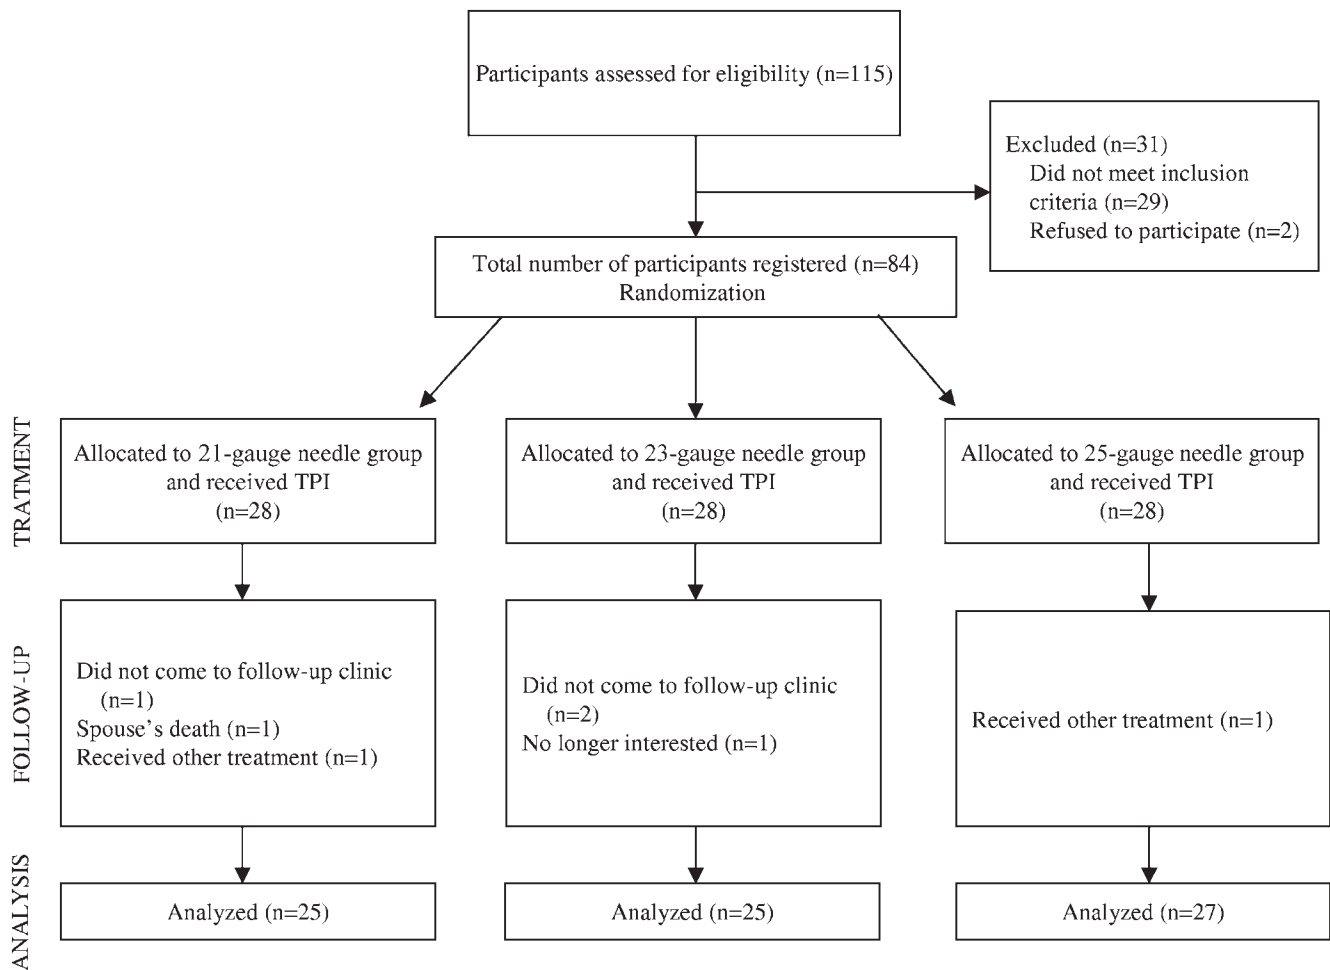 Participants assessed for eligibility (n=115)
Excluded (n=31)
Did not meet inclusion
criteria (n=29)
Refused to participate (n=2)
Total number of participants registered (n=84)
Randomization
TRATMENT
Allocated to 21-gauge needle group
and received TPI
(n=28)
Allocated to 23-gauge needle group
and received TPI
(n=28)
Allocated to 25-gauge needle group
and received TPI
(n=28)
FOLLOW-UP
Did not come to follow-up clinic
(n=1)
Spouse’s death (n=1)
Received other treatment (n=1)
Did not come to follow-up clinic
(n=2)
No longer interested (n=1)
Received other treatment (n=1)
ANALYSIS
Analyzed (n=25)
Analyzed (n=25)
Analyzed (n=27)